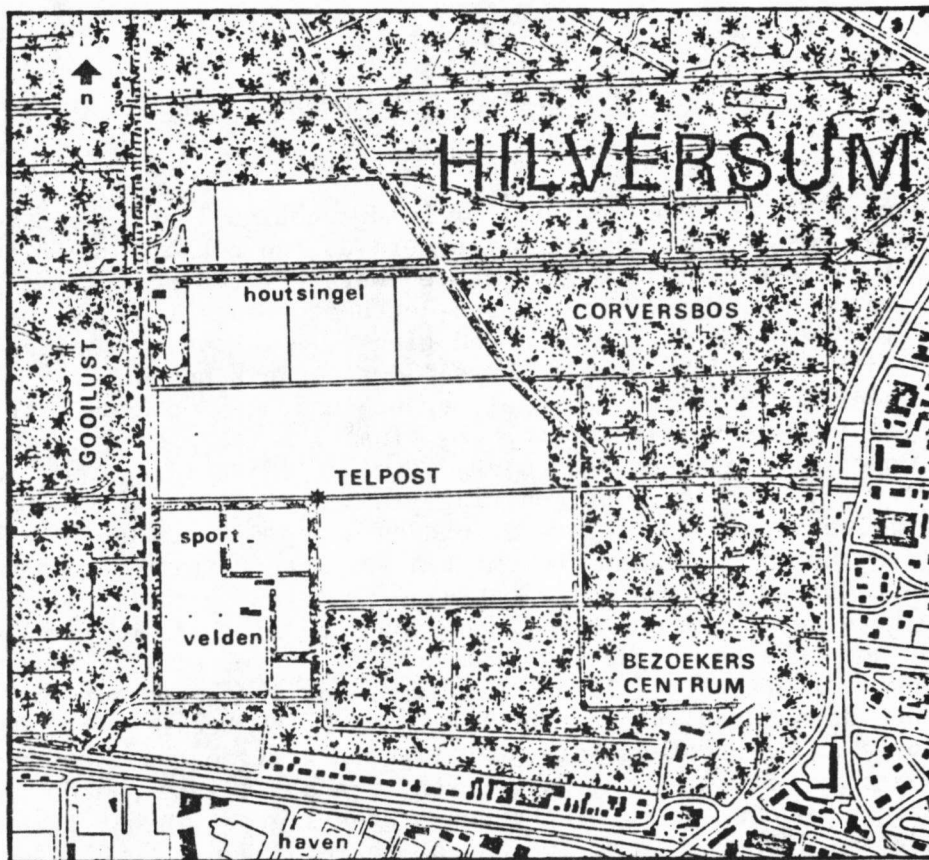 n
HILVERSUM
houtsingel
CORVERSBOS
GOOILUST
TELPOST
sport-
velden
BEZOEKERS
CENTRUM
haven